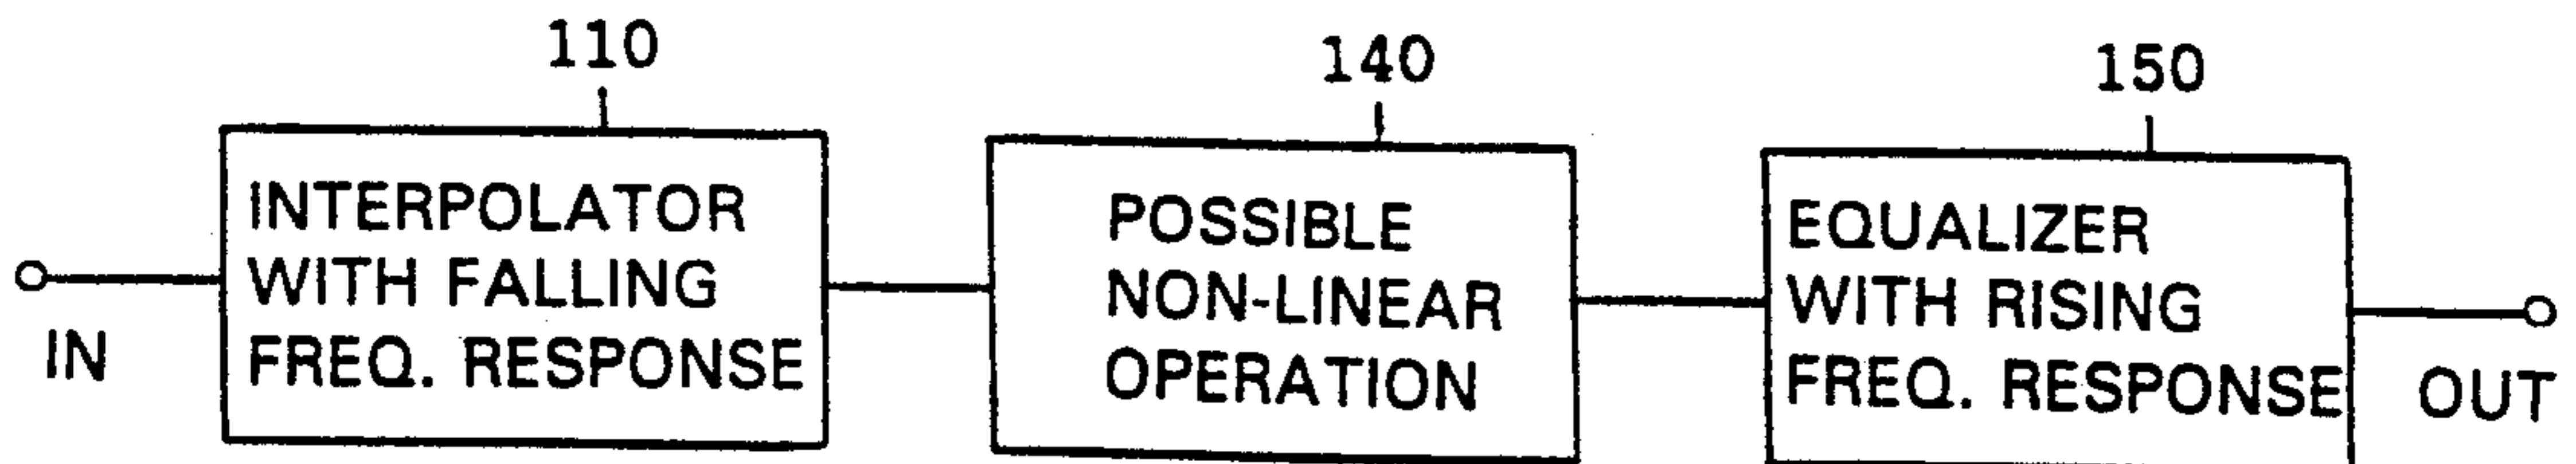 110
140
150
INTERPOLATOR
WITH FALLING
FREQ. RESPONSE
POSSIBLE
NON-LINEAR
OPERATION
EQUALIZER
WITH RISING
FREQ. RESPONSE
IN
OUT